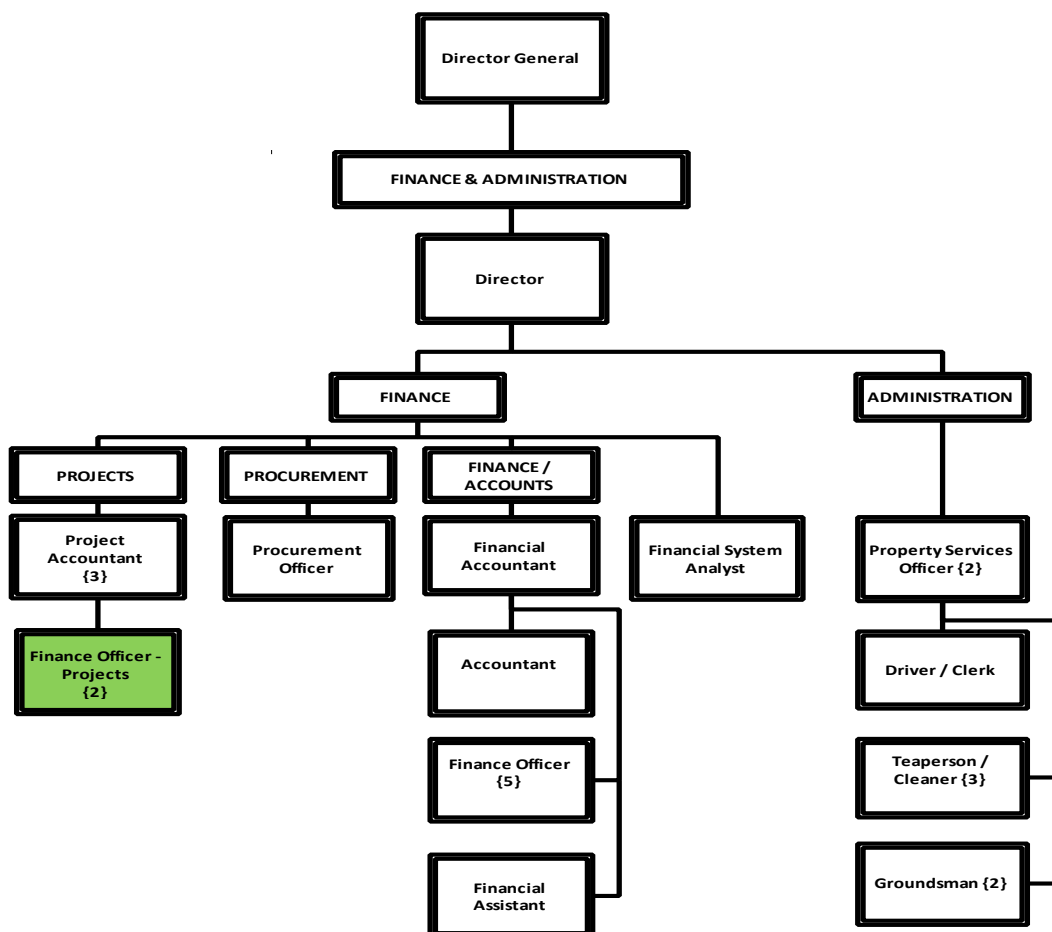 Director General
FINANCE & ADMINISTRATION
Director
FINANCE
ADMINISTRATION
PROJECTS
PROCUREMENT
FINANCE /
ACCOUNTS
Project
Accountant
{3}
Procurement
Officer
Financial
Accountant
Financial System
Analyst
Property Services
Officer {2}
Finance Officer -
Projects
{2}
Accountant
Driver / Clerk
Finance Officer
{5}
Teaperson /
Cleaner {3}
Financial
Assistant
Groundsman {2}